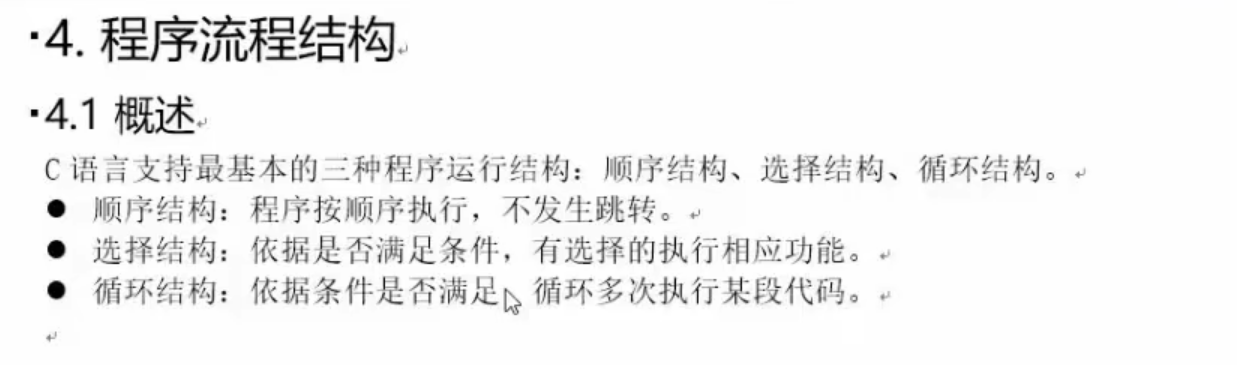 4. 程序流程结构
4.1 概述
C 语言支持最基本的三种程序运行结构：顺序结构、选择结构、循环结构。
● 顺序结构：程序按顺序执行，不发生跳转。
● 选择结构：依据是否满足条件，有选择的执行相应功能。
● 循环结构：依据条件是否满足，循环多次执行某段代码。